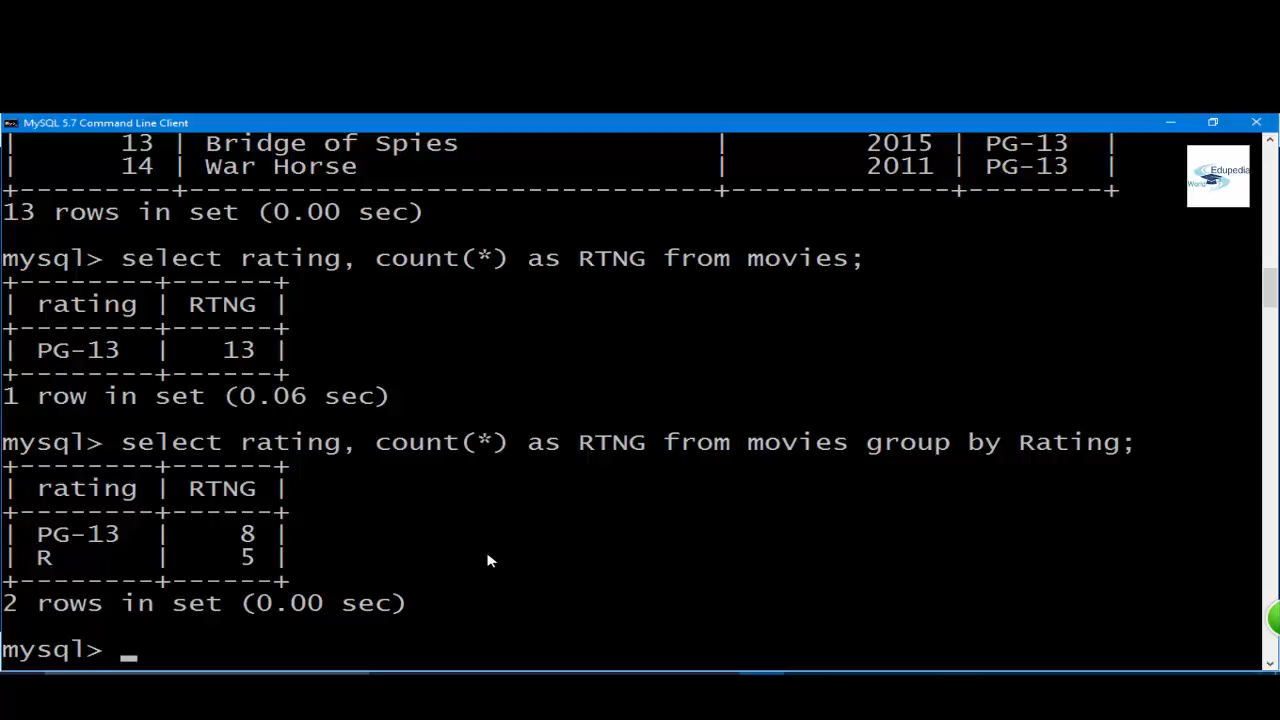 MySQL 5.7 Command Line Client
| 13 | Bridge of Spies | 2015 | PG-13 |
| 14 | War Horse | 2011 | PG-13 |
+---------+--------------------------------+-------------+--------+
13 rows in set (0.00 sec)
mysql> select rating, count(*) as RTNG from movies;
+--------+------+
| rating | RTNG |
+--------+------+
| PG-13 | 13 |
+--------+------+
1 row in set (0.06 sec)
mysql> select rating, count(*) as RTNG from movies group by Rating;
+--------+------+
| rating | RTNG |
+--------+------+
| PG-13 | 8 |
| R | 5 |
+--------+------+
2 rows in set (0.00 sec)
mysql> _
Edupedia
World